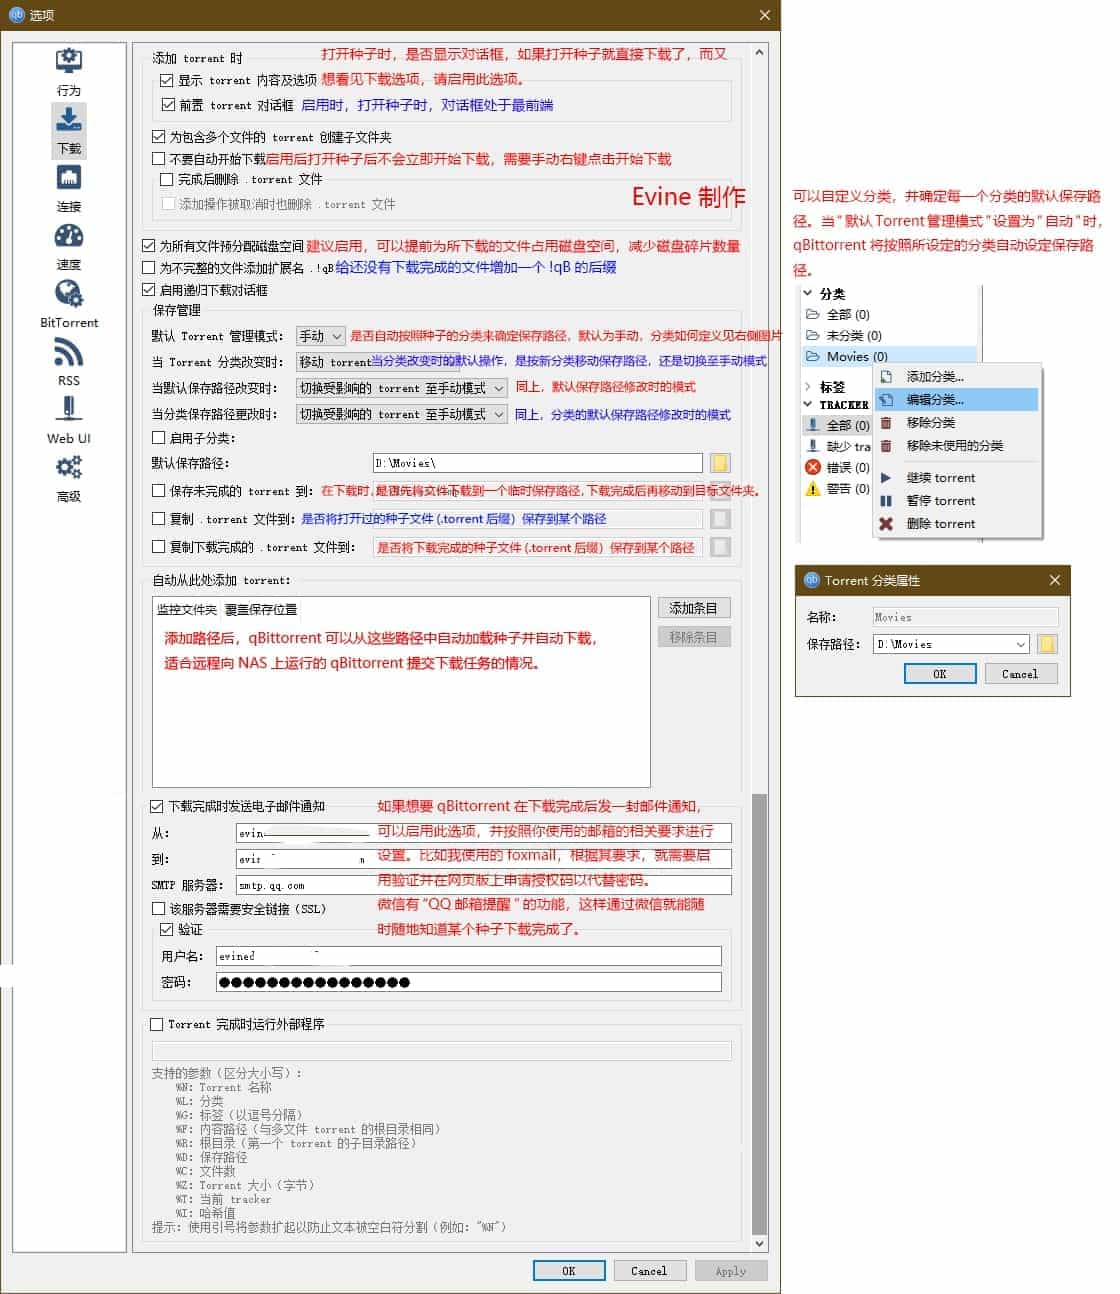 选项
行为
下载
连接
速度
BitTorrent
RSS
Web UI
高级
添加 torrent 时
打开种子时，是否显示对话框，如果打开种子就直接下载了，而又
显示 torrent 内容及选项 想看见下载选项，请启用此选项。
前置 torrent 对话框 启用时，打开种子时，对话框处于最前端
为包含多个文件的 torrent 创建子文件夹
不要自动开始下载 启用后打开种子后不会立即开始下载，需要手动右键点击开始下载
完成后删除 .torrent 文件
添加操作被取消时也删除 .torrent 文件
Evine 制作
为所有文件预分配磁盘空间 建议启用，可以提前为所下载的文件占用磁盘空间，减少磁盘碎片数量
为不完整的文件添加扩展名 .!qB 给还没有下载完成的文件增加一个 !qB 的后缀
启用递归下载对话框
保存管理
默认 Torrent 管理模式： 手动 是否自动按照种子的分类来确定保存路径，默认为手动，分类如何定义见右侧图片
当 Torrent 分类改变时： 移动 torrent 当分类改变时的默认操作，是按新分类移动保存路径，还是切换至手动模式
当默认保存路径改变时： 切换受影响的 torrent 至手动模式 同上，默认保存路径修改时的模式
当分类保存路径更改时： 切换受影响的 torrent 至手动模式 同上，分类的默认保存路径修改时的模式
启用子分类：
默认保存路径： D:\Movies\
保存未完成的 torrent 到： 在下载时，是否先将文件下载到一个临时保存路径，下载完成后再移动到目标文件夹。
复制 .torrent 文件到： 是否将打开过的种子文件 (.torrent 后缀）保存到某个路径
复制下载完成的 .torrent 文件到： 是否将下载完成的种子文件 (.torrent 后缀）保存到某个路径
自动从此处添加 torrent:
监控文件夹 覆盖保存位置
添加条目
移除条目
添加路径后，qBittorrent 可以从这些路径中自动加载种子并自动下载，
适合远程向 NAS 上运行的 qBittorrent 提交下载任务的情况。
下载完成时发送电子邮件通知
从： evin
到： evin m
SMTP 服务器： smtp.qq.com
该服务器需要安全链接（SSL）
验证
用户名： evined
密码： ●●●●●●●●●●●●●●●●
如果想要 qBittorrent 在下载完成后发一封邮件通知，
可以启用此选项，并按照你使用的邮箱的相关要求进行
设置。比如我使用的 foxmail，根据其要求，就需要启
用验证并在网页版上申请授权码以代替密码。
微信有 "QQ 邮箱提醒 " 的功能，这样通过微信就能随
时随地知道某个种子下载完成了。
Torrent 完成时运行外部程序
支持的参数（区分大小写）：
%N: Torrent 名称
%L: 分类
%G: 标签（以逗号分隔）
%F: 内容路径（与多文件 torrent 的根目录相同）
%R: 根目录（第一个 torrent 的子目录路径）
%D: 保存路径
%C: 文件数
%Z: Torrent 大小（字节）
%T: 当前 tracker
%I: 哈希值
提示：使用引号将参数扩起以防止文本被空白符分割（例如："%N"）
OK
Cancel
Apply
可以自定义分类，并确定每一个分类的默认保存路
径。当 " 默认 Torrent 管理模式 " 设置为 " 自动 " 时，
qBittorrent 将按照所设定的分类自动设定保存路
径。
分类
全部 (0)
未分类 (0)
Movies (0)
标签
TRACKER
全部 (0)
缺少 tra
错误 (0)
警告 (0)
添加分类...
编辑分类...
移除分类
移除未使用的分类
继续 torrent
暂停 torrent
删除 torrent
Torrent 分类属性
名称： Movies
保存路径： D:\Movies
OK
Cancel